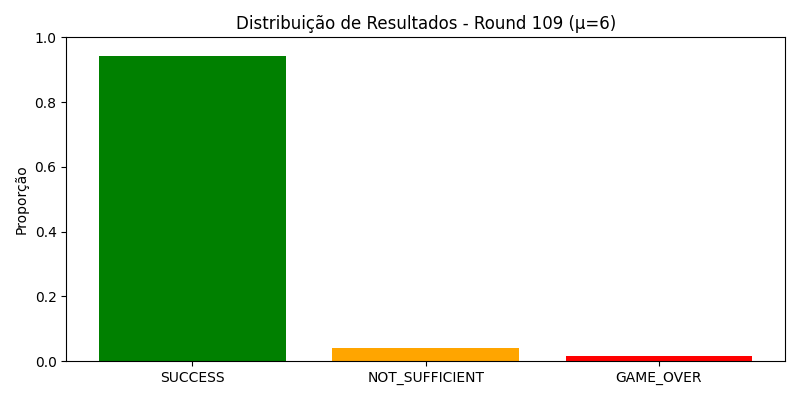 Distribuição de Resultados - Round 109 (μ=6)
Proporção
1.0
0.8
0.6
0.4
0.2
0.0
SUCCESS
NOT_SUFFICIENT
GAME_OVER